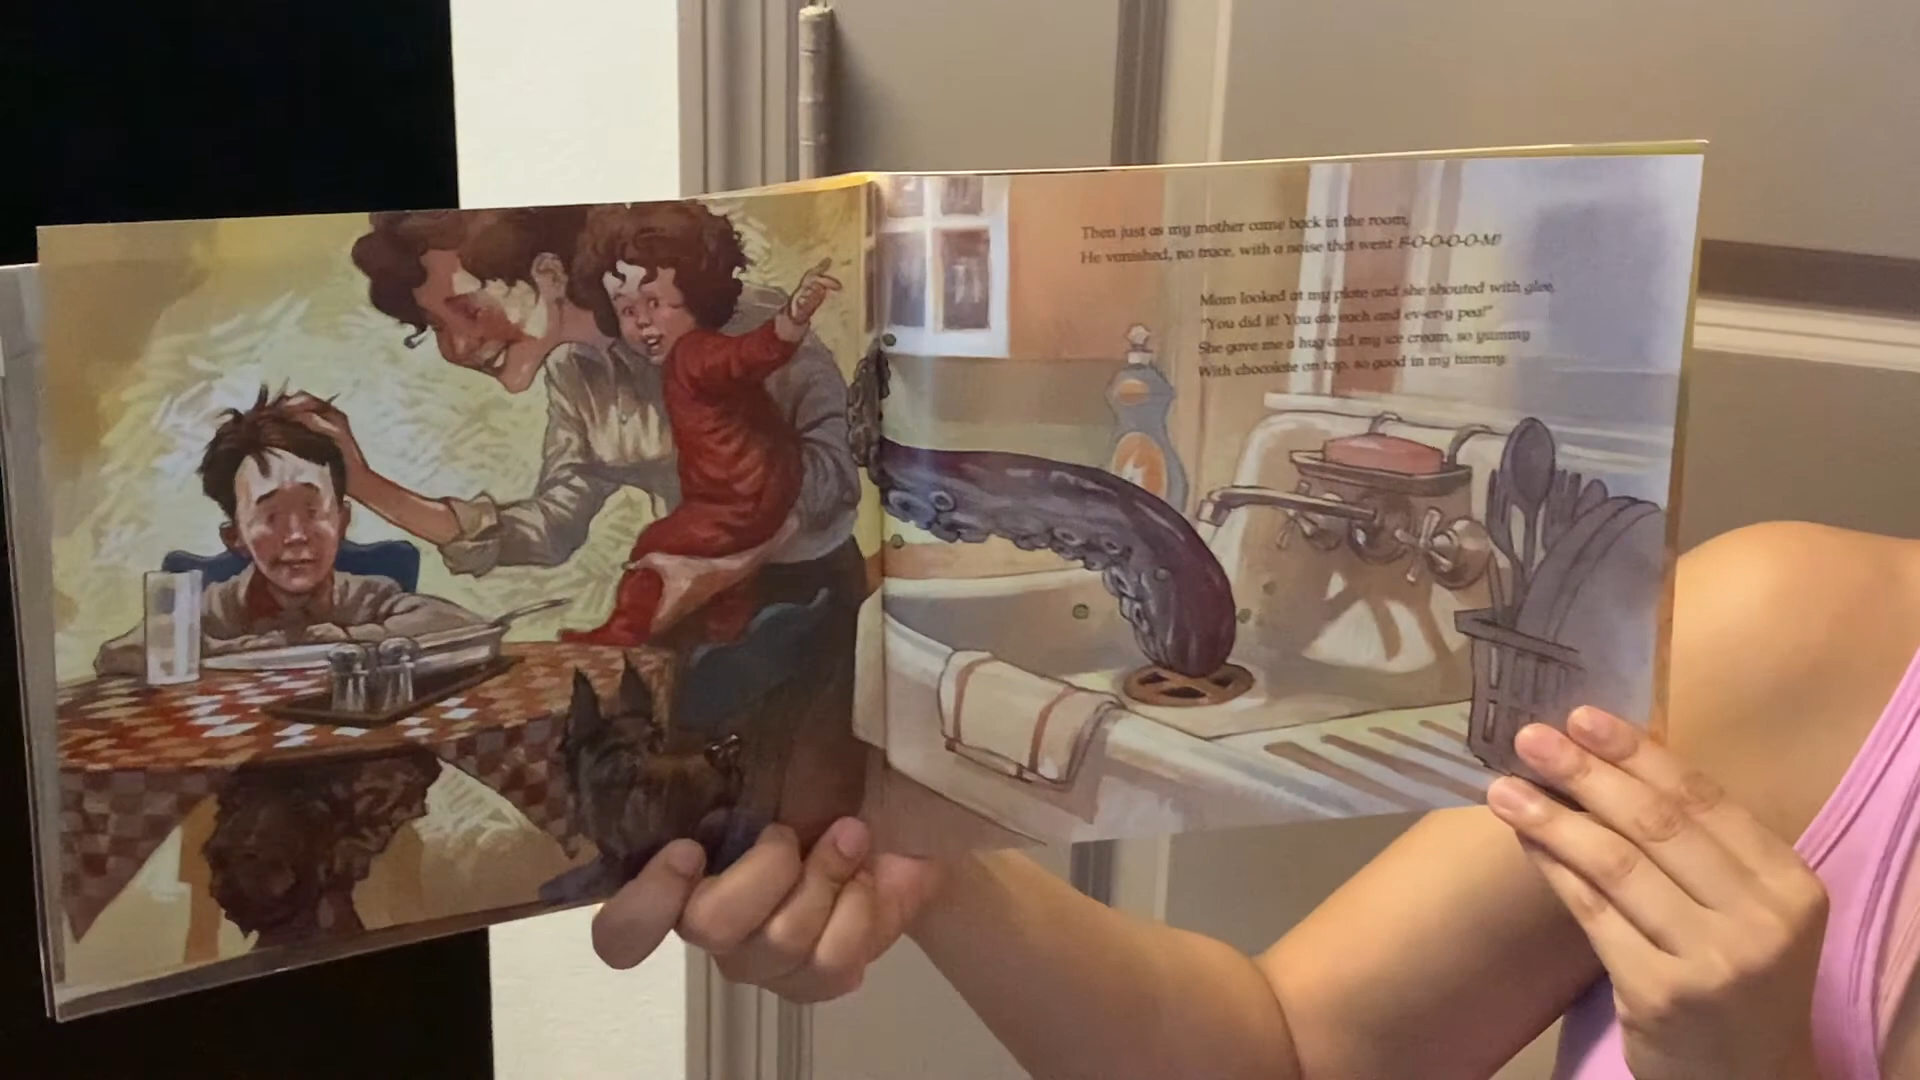 Then just as my mother came back in the room,
He vanished, no trace, with a noise that went F-O-O-O-O-M!
Mom looked at my plate and she shouted with glee,
"You did it! You ate each and ev-er-y pea!"
She gave me a hug and my ice cream, so yummy
With chocolate on top, so good in my tummy.